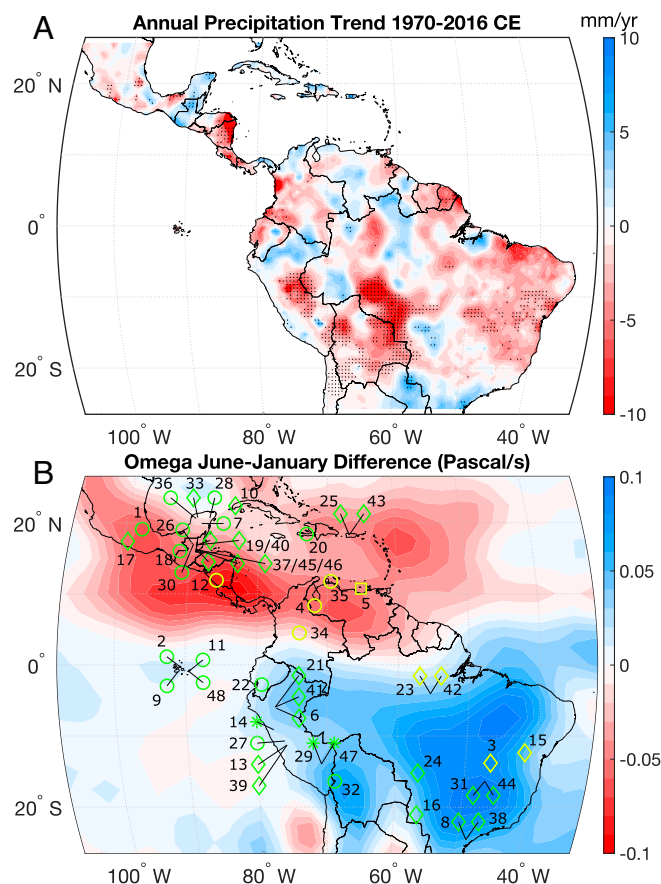 A
Annual Precipitation Trend 1970-2016 CE
mm/yr
10
5
0
-5
-10
20° N
0°
20° S
100° W
80° W
60° W
40° W
B
Omega June-January Difference (Pascal/s)
0.1
0.05
0
-0.05
-0.1
20° N
0°
20° S
36 33 28 10 25 43
1 26 7
17 18 19/40 20
37/45/46
30 12 35 5
4
34
2 11
9 48
21
22 41
6
23 42
14
27
13
39
29 47
32
24
16
3 15
31 44
8 38
100° W
80° W
60° W
40° W